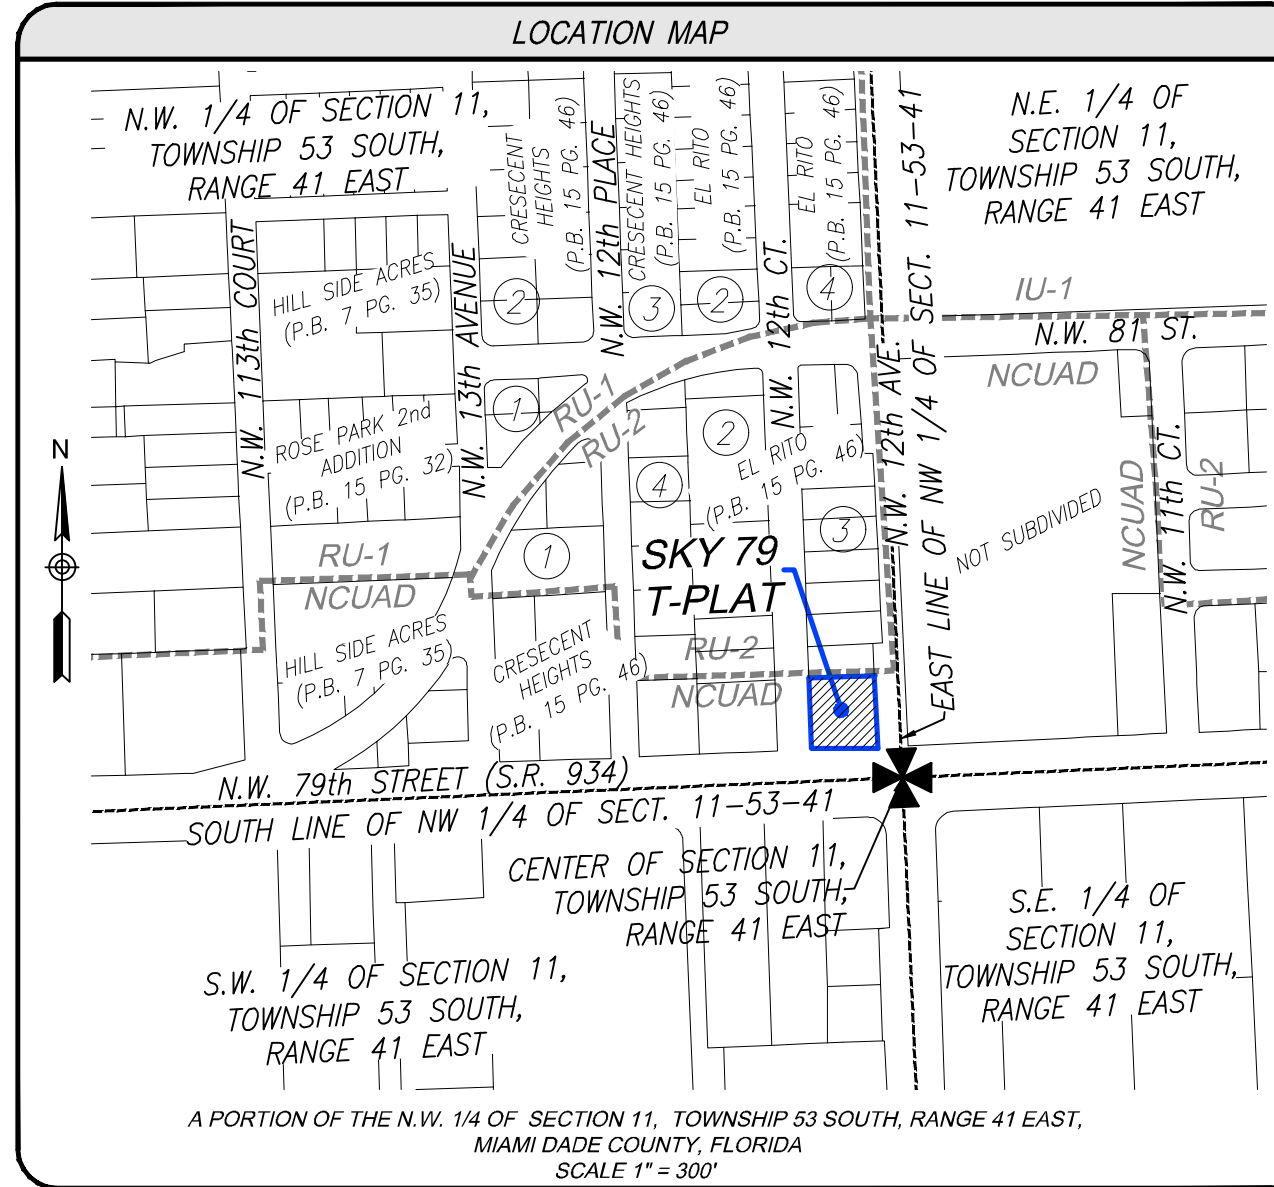 LOCATION MAP
N.W. 1/4 OF SECTION 11,
TOWNSHIP 53 SOUTH,
RANGE 41 EAST
CRESECENT
HEIGHTS
(P.B. 15 PG. 46)
N.W. 12th PLACE
CRESECENT HEIGHTS
(P.B. 15 PG. 46)
EL RITO
(P.B. 15 PG. 46)
EL RITO
(P.B. 15 PG. 46)
N.E. 1/4 OF
SECTION 11,
TOWNSHIP 53 SOUTH,
RANGE 41 EAST
N.W. 113th COURT
HILL SIDE ACRES
(P.B. 7 PG. 35)
N.W. 13th AVENUE
2
3
2
4
N.W. 12th CT.
IU-1
N.W. 81 ST.
NCUAD
1
RU-1
RU-2
2
EL RITO
(P.B. 15 PG. 46)
N.W. 12th AVE.
EAST LINE OF NW 1/4 OF SECT. 11-53-41
ROSE PARK 2nd
ADDITION
(P.B. 15 PG. 32)
N
4
3
1
NOT SUBDIVIDED
NCUAD
N.W. 11th CT.
RU-2
RU-1
NCUAD
SKY 79
T-PLAT
HILL SIDE ACRES
(P.B. 7 PG. 35)
CRESECENT
HEIGHTS
(P.B. 15 PG. 46)
RU-2
NCUAD
N.W. 79th STREET (S.R. 934)
SOUTH LINE OF NW 1/4 OF SECT. 11-53-41
CENTER OF SECTION 11,
TOWNSHIP 53 SOUTH,
RANGE 41 EAST
S.E. 1/4 OF
SECTION 11,
TOWNSHIP 53 SOUTH,
RANGE 41 EAST
S.W. 1/4 OF SECTION 11,
TOWNSHIP 53 SOUTH,
RANGE 41 EAST
A PORTION OF THE N.W. 1/4 OF SECTION 11, TOWNSHIP 53 SOUTH, RANGE 41 EAST,
MIAMI DADE COUNTY, FLORIDA
SCALE 1" = 300'